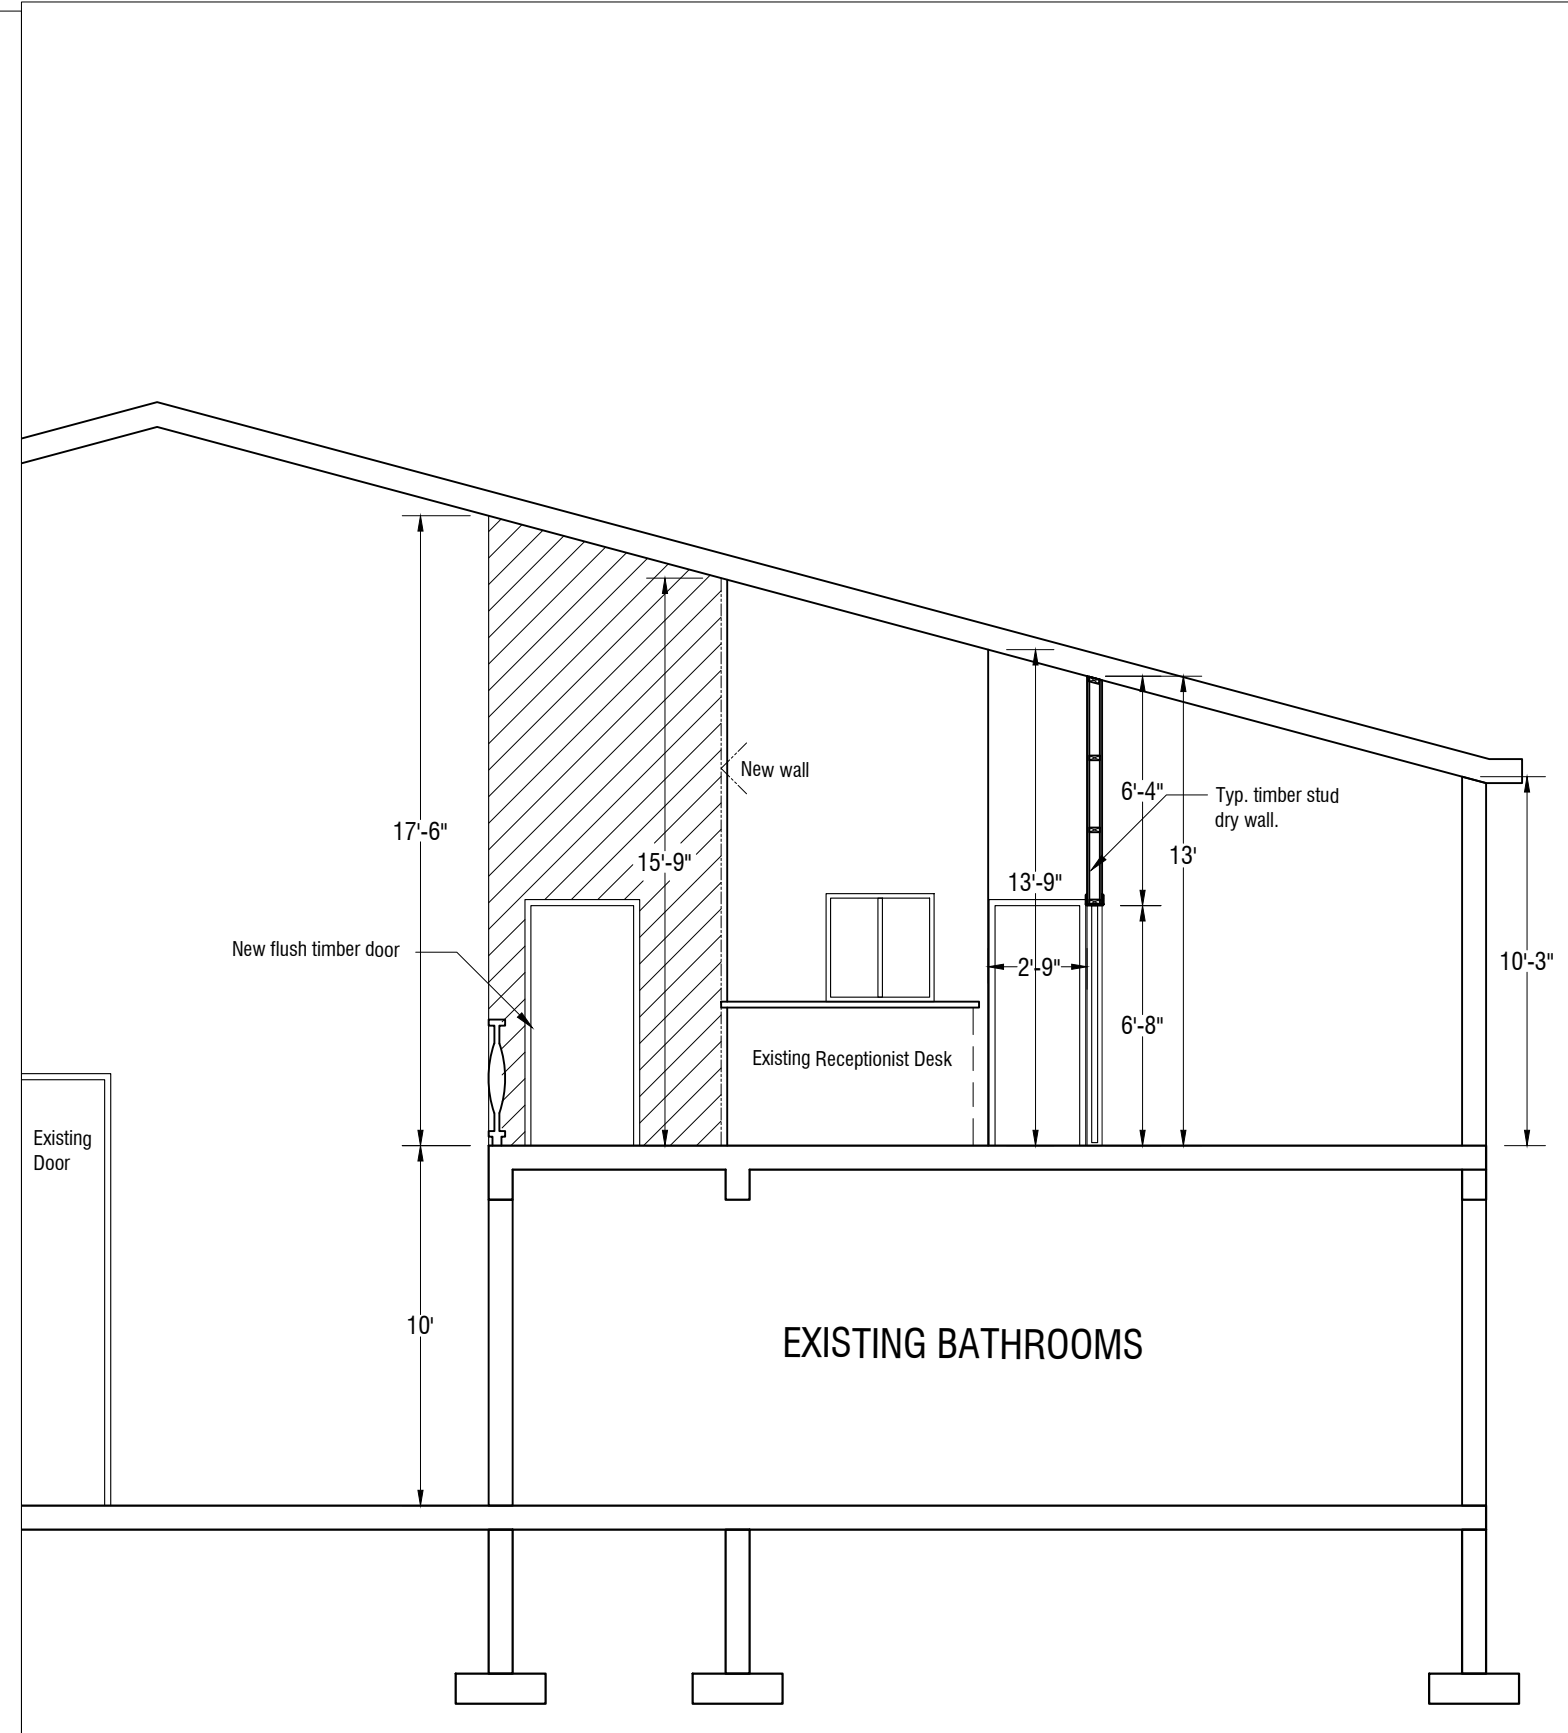 New wall
6'-4"
Typ. timber stud
dry wall.
17'-6"
15'-9"
13'
13'-9"
New flush timber door
2'-9"
10'-3"
6'-8"
Existing Receptionist Desk
Existing
Door
10'
EXISTING BATHROOMS